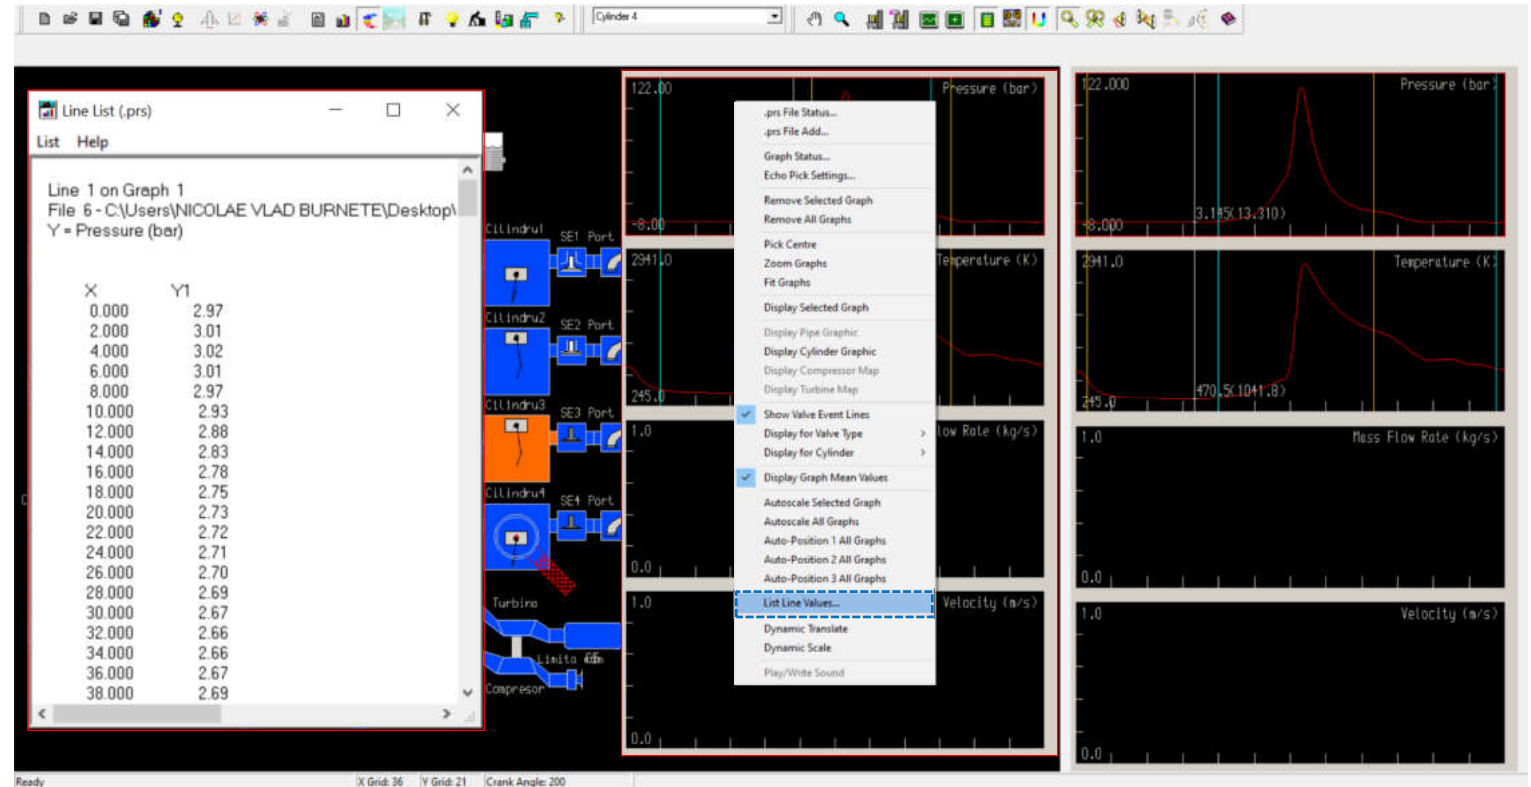 Cylinder 4
Line List (.prs)
List Help
Line 1 on Graph 1
File 6 - C:\Users\NICOLAE VLAD BURNETE\Desktop\
Y = Pressure (bar)
X Y1
0.000 2.97
2.000 3.01
4.000 3.02
6.000 3.01
8.000 2.97
10.000 2.93
12.000 2.88
14.000 2.83
16.000 2.78
18.000 2.75
20.000 2.73
22.000 2.72
24.000 2.71
26.000 2.70
28.000 2.69
30.000 2.67
32.000 2.66
34.000 2.66
36.000 2.67
38.000 2.69
Cilindru1
SE1 Port
Cilindru2
SE2 Port
Cilindru3
SE3 Port
Cilindru4
SE4 Port
Turbina
Limita
Compresor
122.00
Pressure (bar)
-8.00
2941.0
Temperature (K)
245.0
1.0
low Rate (kg/s)
0.0
1.0
Velocity (m/s)
0.0
.prs File Status...
.prs File Add...
Graph Status...
Echo Pick Settings...
Remove Selected Graph
Remove All Graphs
Pick Centre
Zoom Graphs
Fit Graphs
Display Selected Graph
Display Pipe Graphic
Display Cylinder Graphic
Display Compressor Map
Display Turbine Map
Show Valve Event Lines
Display for Valve Type >
Display for Cylinder >
Display Graph Mean Values
Autoscale Selected Graph
Autoscale All Graphs
Auto-Position 1 All Graphs
Auto-Position 2 All Graphs
Auto-Position 3 All Graphs
List Line Values...
Dynamic Translate
Dynamic Scale
Play/Write Sound
122.000
Pressure (bar)
3.145(13.310)
-8.000
2941.0
Temperature (K)
470.5(1041.8)
245.0
1.0
Mass Flow Rate (kg/s)
0.0
1.0
Velocity (m/s)
0.0
Ready
X Grid: 36
Y Grid: 21
Crank Angle: 200